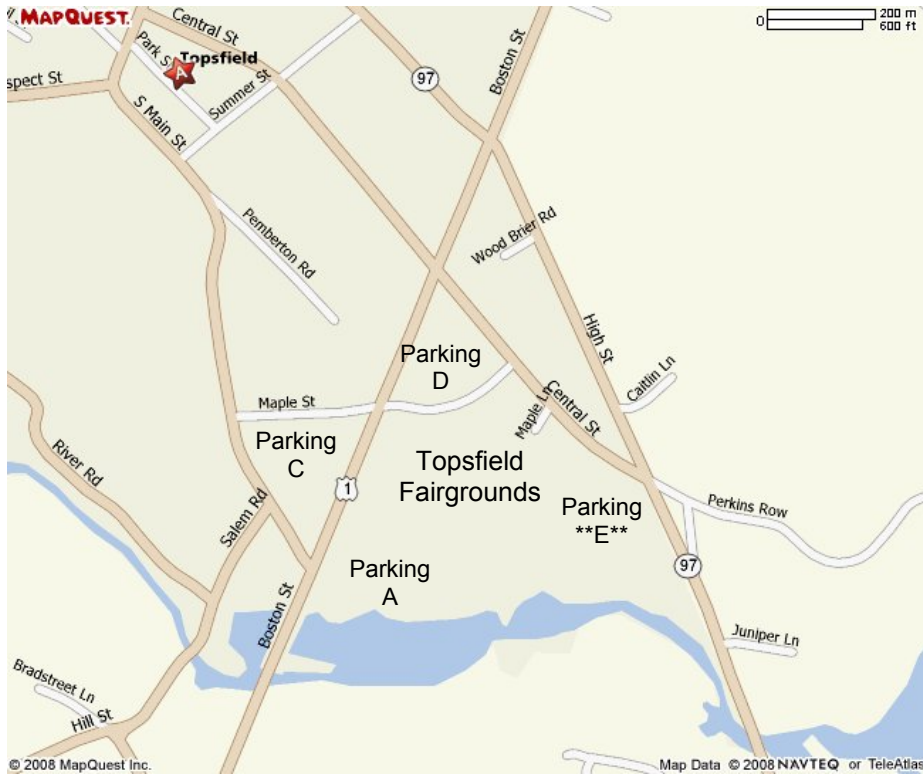 MAPQUEST.
Central St
200 m
600 ft
0
Park St
Topsfield
A
Summer St
97
Boston St
spect St
S Main St
Pemberton Rd
Wood Brier Rd
High St
Parking
D
Caitlin Ln
Maple St
Maple Ln
Central St
Parking
C
River Rd
Topsfield
Fairgrounds
1
Salem Rd
Parking
**E**
Perkins Row
Parking
A
97
Boston St
Juniper Ln
Bradstreet Ln
Hill St
© 2008 MapQuest Inc.
Map Data © 2008 NAVTEQ or TeleAtlas